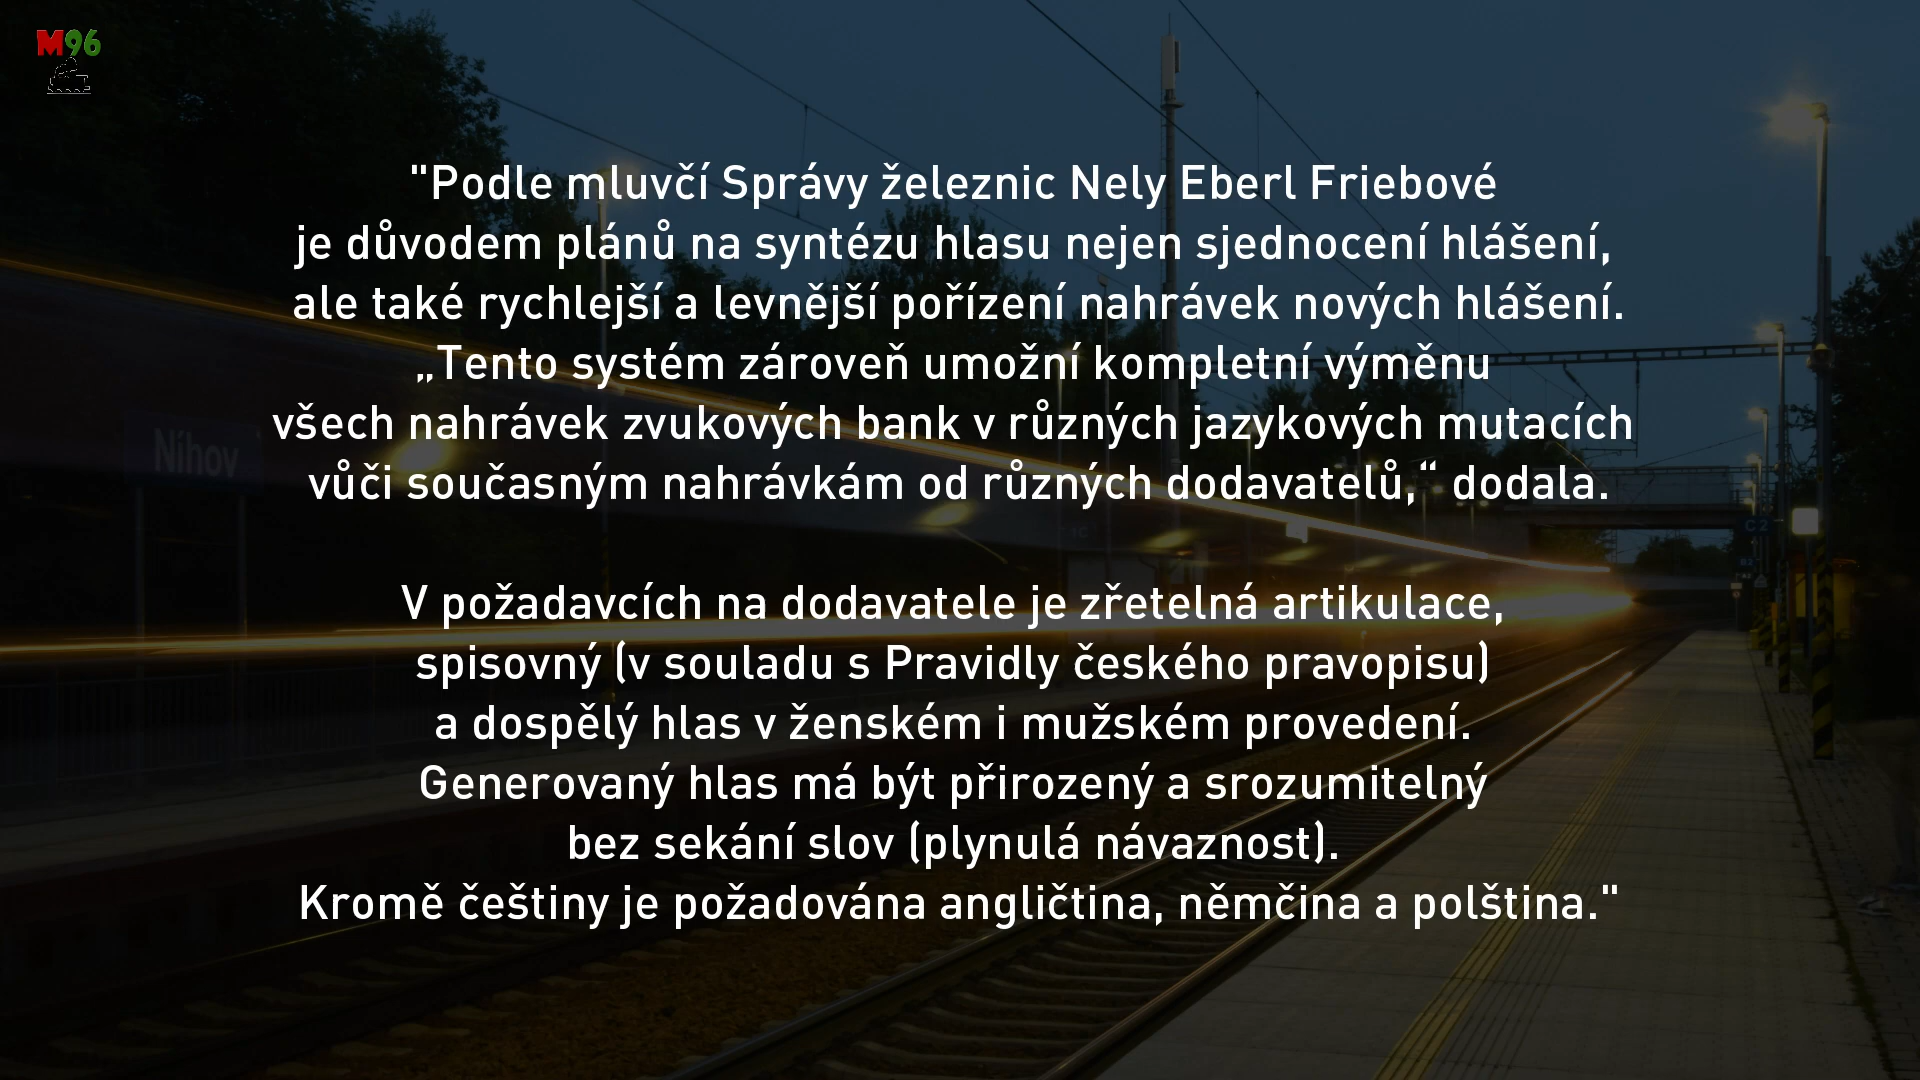 M96
"Podle mluvčí Správy železnic Nely Eberl Friebové
je důvodem plánů na syntézu hlasu nejen sjednocení hlášení,
ale také rychlejší a levnější pořízení nahrávek nových hlášení.
„Tento systém zároveň umožní kompletní výměnu
všech nahrávek zvukových bank v různých jazykových mutacích
vůči současným nahrávkám od různých dodavatelů,“ dodala.
V požadavcích na dodavatele je zřetelná artikulace,
spisovný (v souladu s Pravidly českého pravopisu)
a dospělý hlas v ženském i mužském provedení.
Generovaný hlas má být přirozený a srozumitelný
bez sekání slov (plynulá návaznost).
Kromě češtiny je požadována angličtina, němčina a polština."
Níhov
C 2